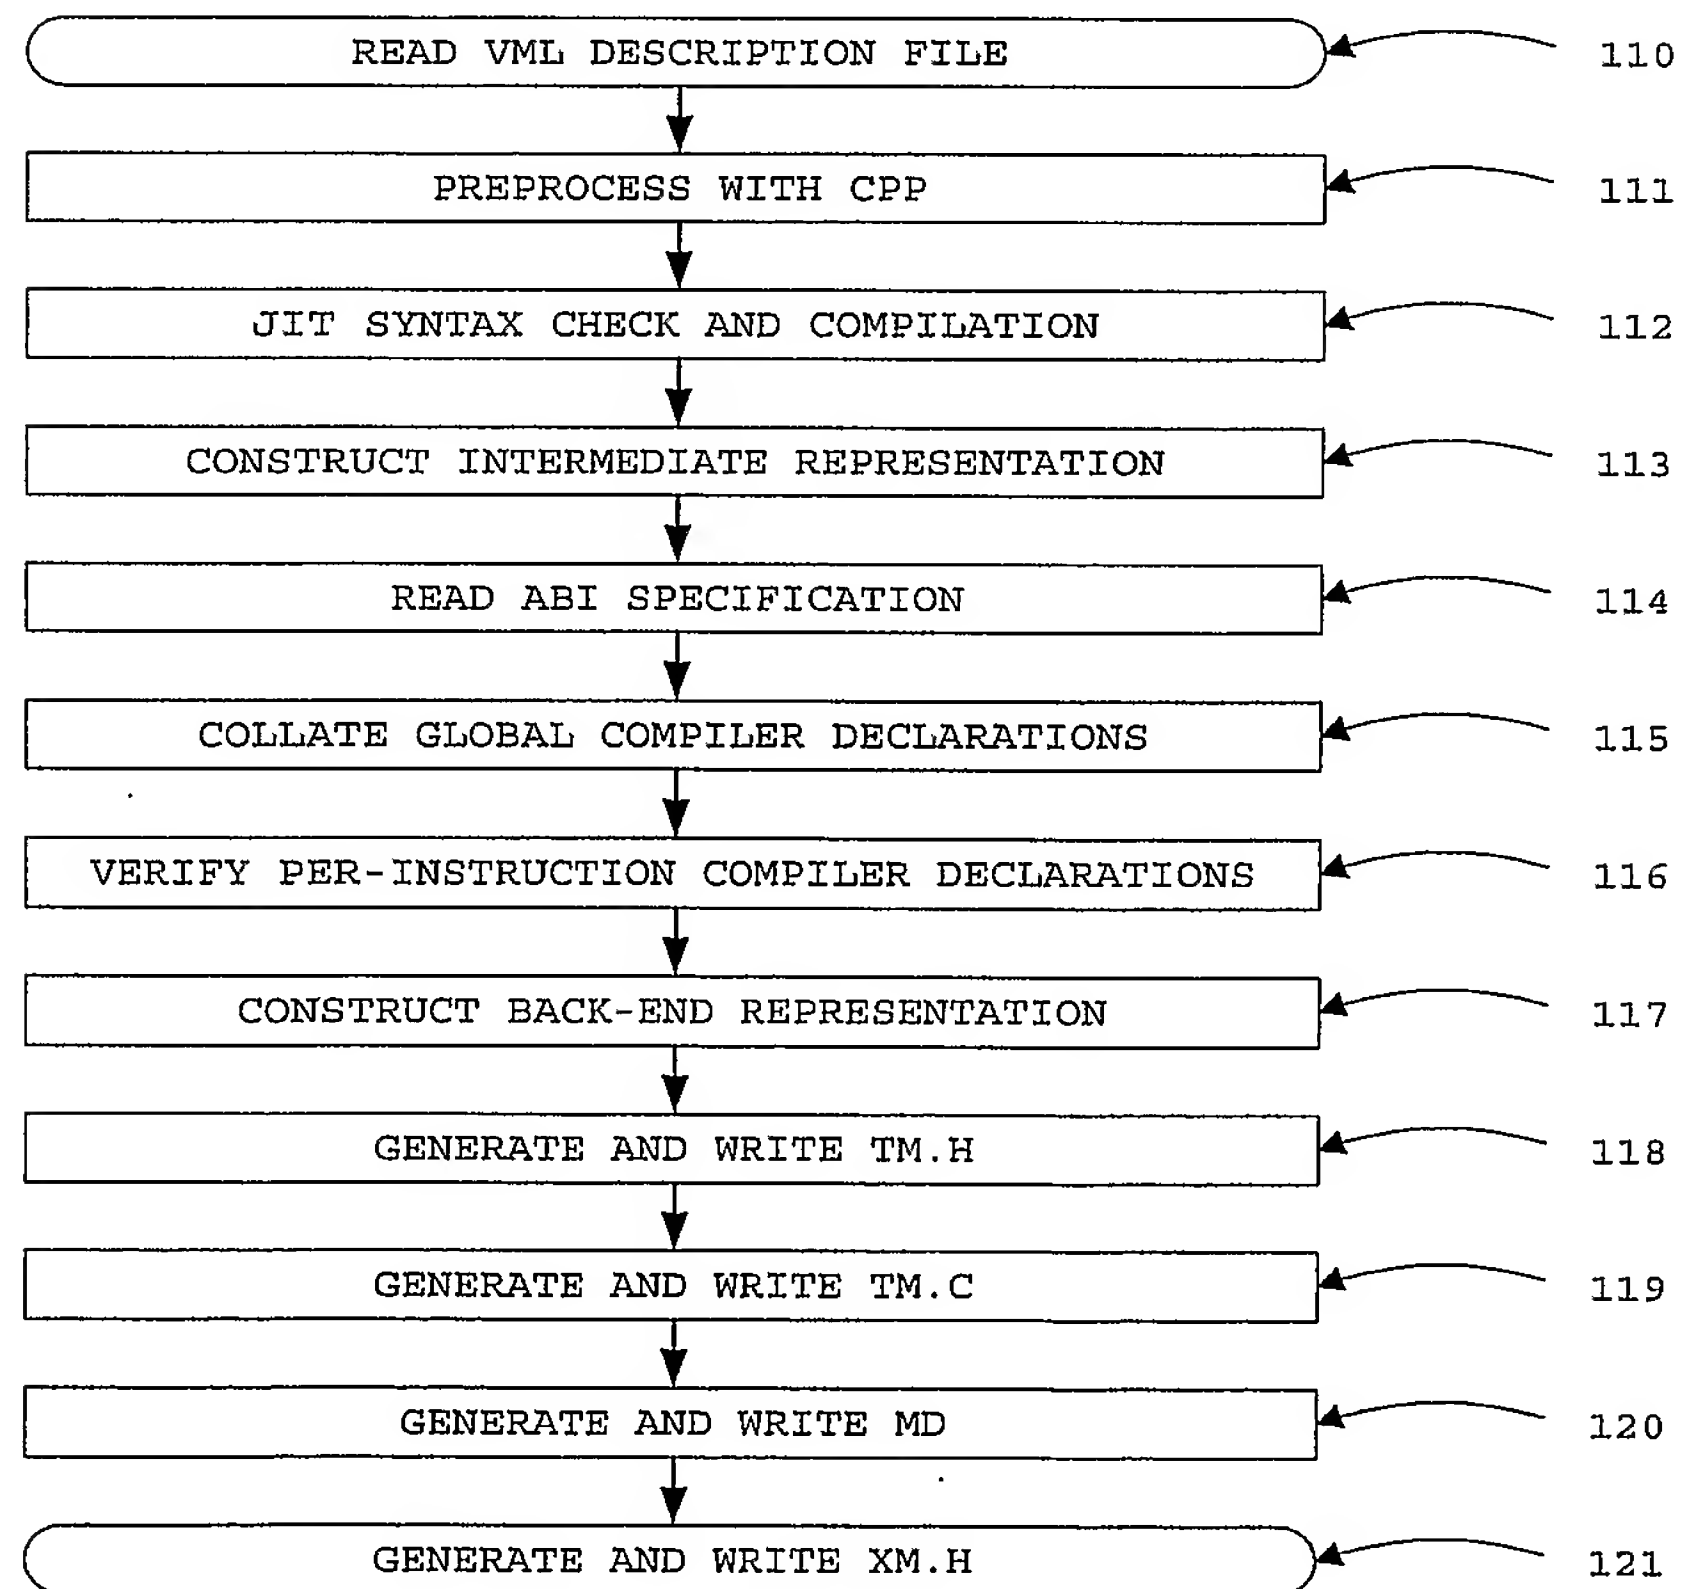 READ VML DESCRIPTION FILE 110
PREPROCESS WITH CPP 111
JIT SYNTAX CHECK AND COMPILATION 112
CONSTRUCT INTERMEDIATE REPRESENTATION 113
READ ABI SPECIFICATION 114
COLLATE GLOBAL COMPILER DECLARATIONS 115
VERIFY PER-INSTRUCTION COMPILER DECLARATIONS 116
CONSTRUCT BACK-END REPRESENTATION 117
GENERATE AND WRITE TM.H 118
GENERATE AND WRITE TM.C 119
GENERATE AND WRITE MD 120
GENERATE AND WRITE XM.H 121